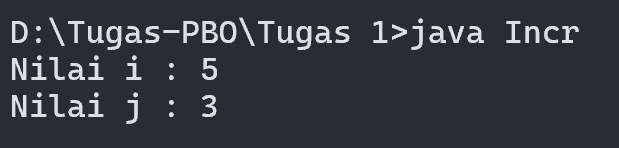 D:\Tugas-PBO\Tugas 1>java Incr
Nilai i : 5
Nilai j : 3